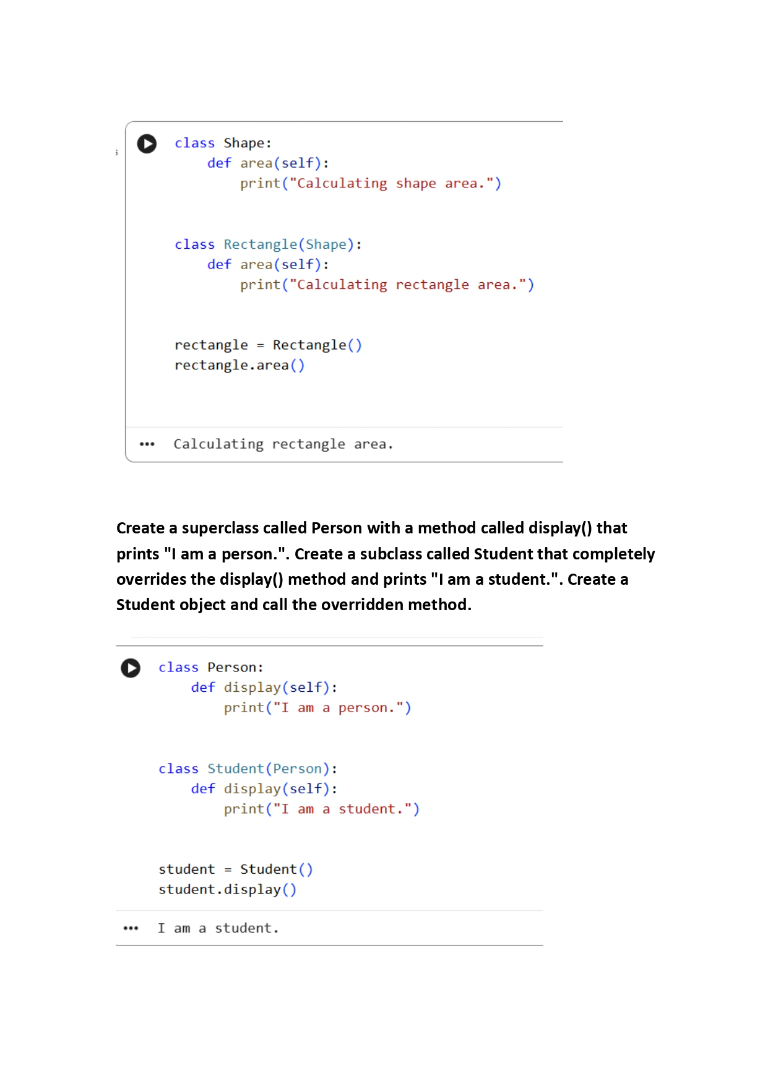 class Shape:
    def area(self):
        print("Calculating shape area.")
class Rectangle(Shape):
    def area(self):
        print("Calculating rectangle area.")
rectangle = Rectangle()
rectangle.area()
••• Calculating rectangle area.
Create a superclass called Person with a method called display() that
prints "I am a person.". Create a subclass called Student that completely
overrides the display() method and prints "I am a student.". Create a
Student object and call the overridden method.
class Person:
    def display(self):
        print("I am a person.")
class Student(Person):
    def display(self):
        print("I am a student.")
student = Student()
student.display()
••• I am a student.